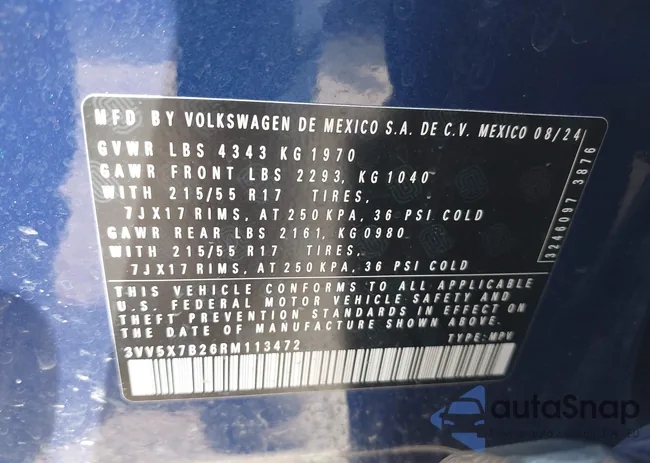 MFD BY VOLKSWAGEN DE MEXICO S.A. DE C.V. MEXICO 08/24
GVWR LBS 4343 KG 1970
GAWR FRONT LBS 2293, KG 1040
WITH 215/55 R17 TIRES,
7JX17 RIMS, AT 250 KPA, 36 PSI COLD
GAWR REAR LBS 2161, KG0980
WITH 215/55 R17 TIRES,
7JX17 RIMS, AT 250 KPA, 36 PSI COLD
THIS VEHICLE CONFORMS TO ALL APPLICABLE
U.S. FEDERAL MOTOR VEHICLE SAFETY AND
THEFT PREVENTION STANDARDS IN EFFECT ON
THE DATE OF MANUFACTURE SHOWN ABOVE.
3VV5X7B26RM113472 TYPE: MPV
3246097 3876
autaSnap